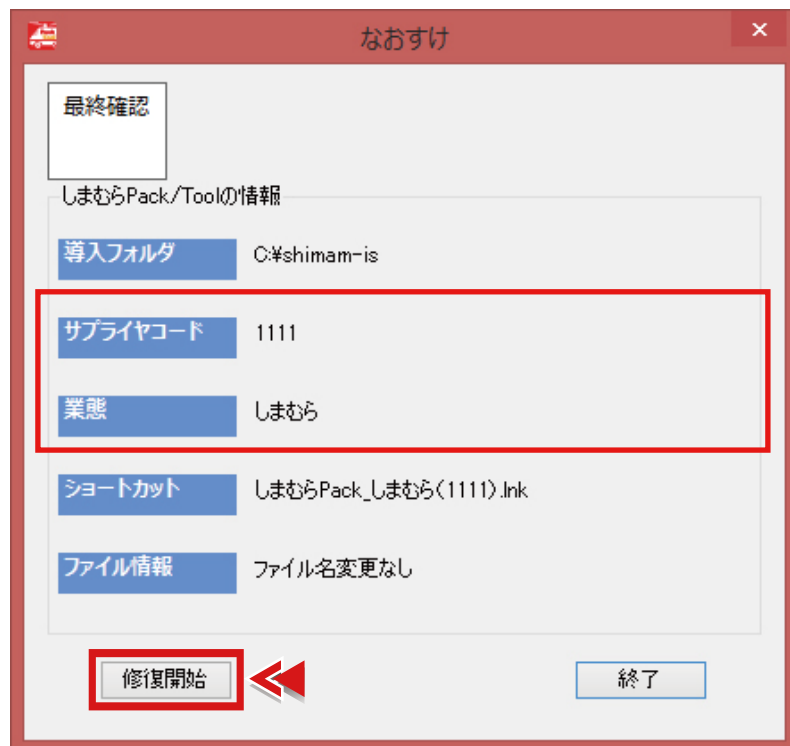 なおすけ
最終確認
しまむらPack/Toolの情報
導入フォルダ C:¥shimam-is
サプライヤコード 1111
業態 しまむら
ショートカット しまむらPack_しまむら(1111).lnk
ファイル情報 ファイル名変更なし
修復開始 終了